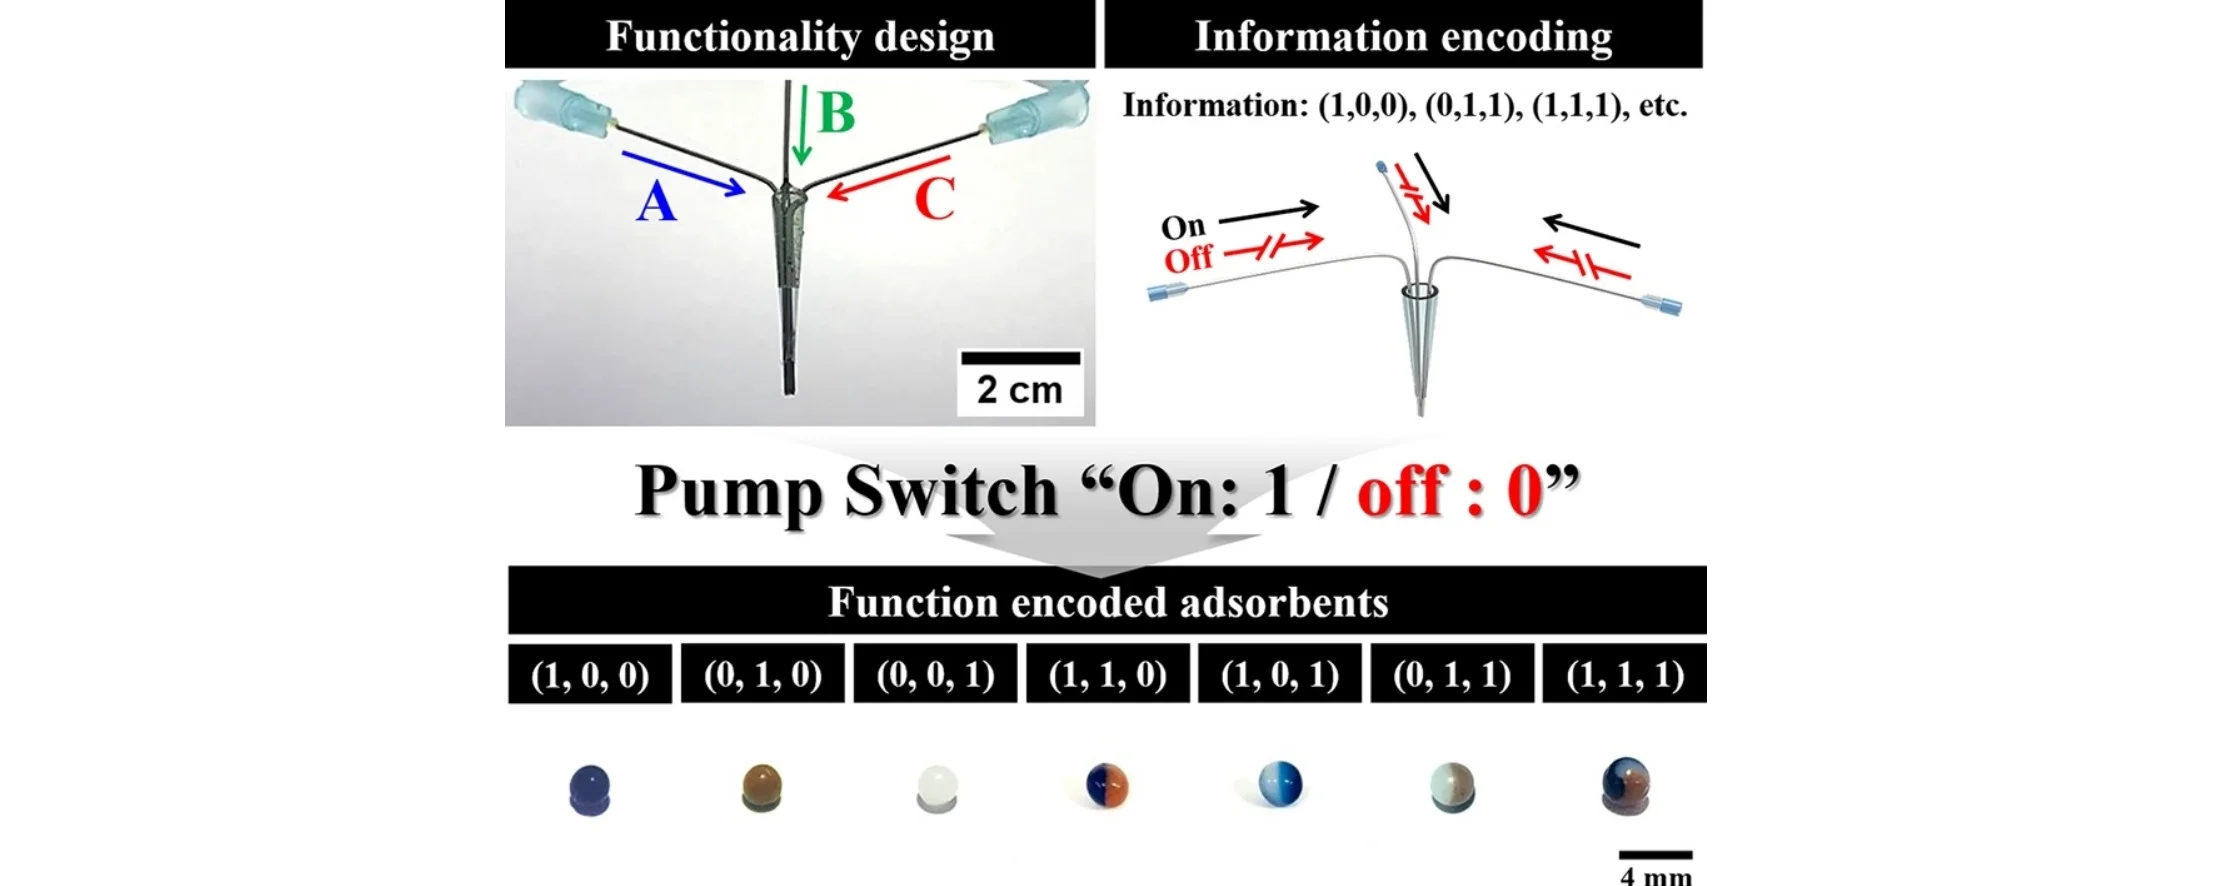 Functionality design
Information encoding
Information: (1,0,0), (0,1,1), (1,1,1), etc.
A
B
C
2 cm
On
Off
Pump Switch “On: 1 / off : 0”
Function encoded adsorbents
(1, 0, 0)
(0, 1, 0)
(0, 0, 1)
(1, 1, 0)
(1, 0, 1)
(0, 1, 1)
(1, 1, 1)
4 mm